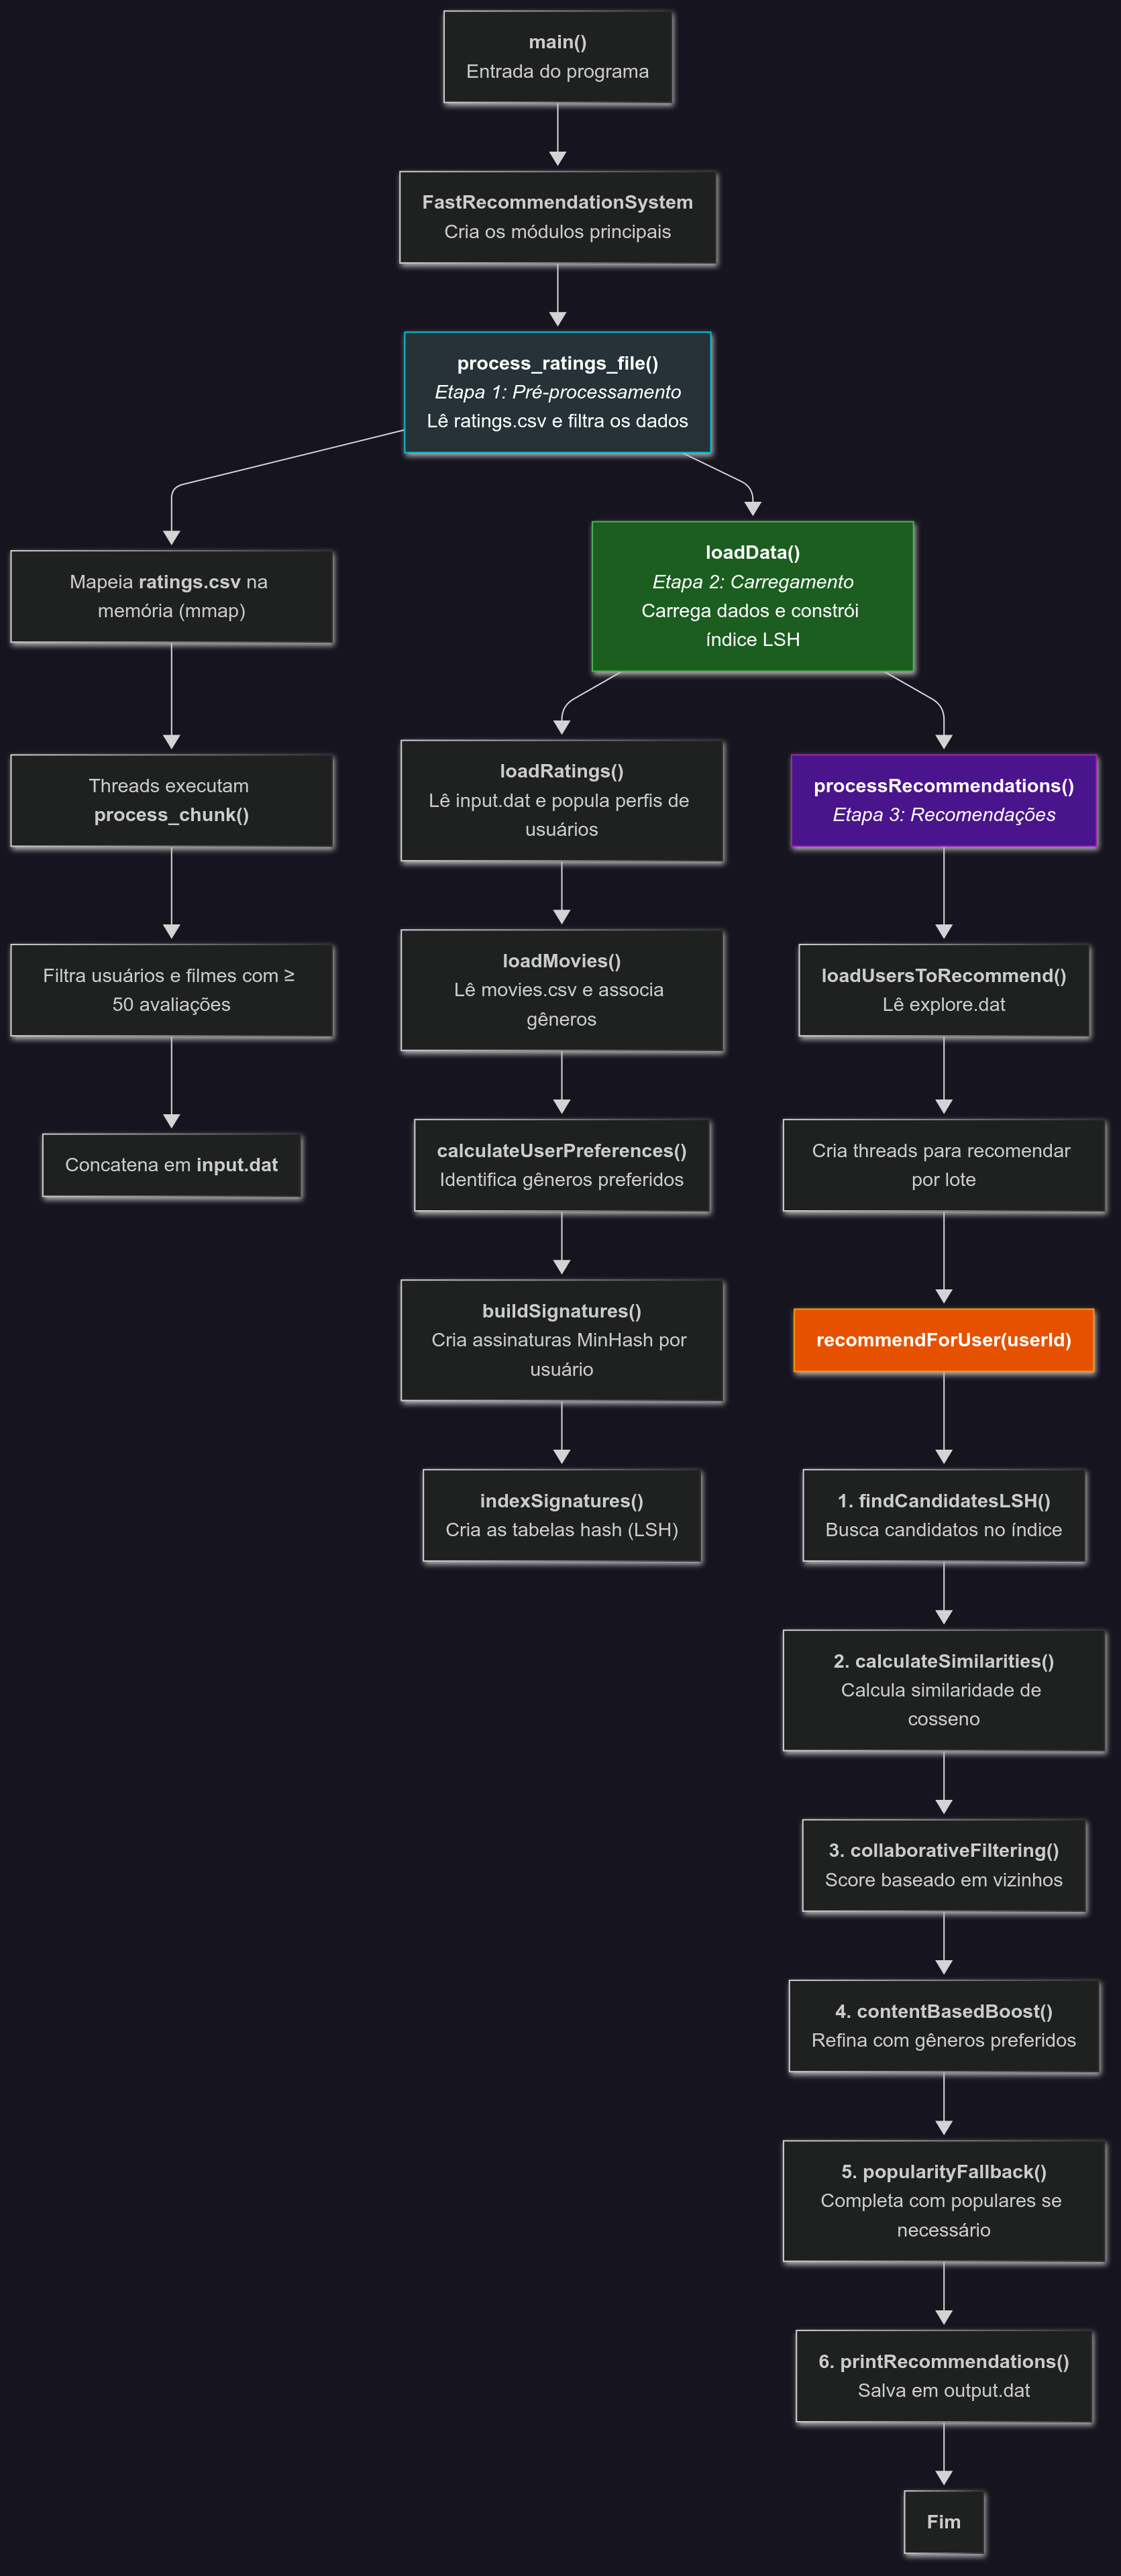 main()
Entrada do programa
FastRecommendationSystem
Cria os módulos principais
process_ratings_file()
Etapa 1: Pré-processamento
Lê ratings.csv e filtra os dados
Mapeia ratings.csv na
memória (mmap)
Threads executam
process_chunk()
Filtra usuários e filmes com ≥
50 avaliações
Concatena em input.dat
loadData()
Etapa 2: Carregamento
Carrega dados e constrói
índice LSH
loadRatings()
Lê input.dat e popula perfis de
usuários
loadMovies()
Lê movies.csv e associa
gêneros
calculateUserPreferences()
Identifica gêneros preferidos
buildSignatures()
Cria assinaturas MinHash por
usuário
indexSignatures()
Cria as tabelas hash (LSH)
processRecommendations()
Etapa 3: Recomendações
loadUsersToRecommend()
Lê explore.dat
Cria threads para recomendar
por lote
recommendForUser(userId)
1. findCandidatesLSH()
Busca candidatos no índice
2. calculateSimilarities()
Calcula similaridade de
cosseno
3. collaborativeFiltering()
Score baseado em vizinhos
4. contentBasedBoost()
Refina com gêneros preferidos
5. popularityFallback()
Completa com populares se
necessário
6. printRecommendations()
Salva em output.dat
Fim